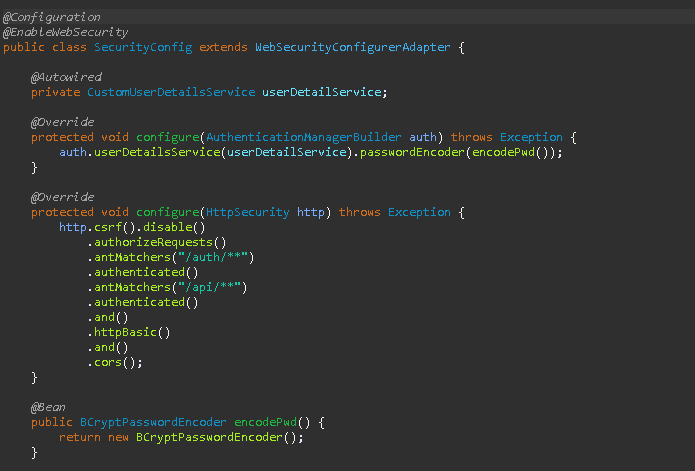 @Configuration
@EnableWebSecurity
public class SecurityConfig extends WebSecurityConfigurerAdapter {
@Autowired
private CustomUserDetailsService userDetailService;
@Override
protected void configure(AuthenticationManagerBuilder auth) throws Exception {
auth.userDetailsService(userDetailService).passwordEncoder(encodePwd());
}
@Override
protected void configure(HttpSecurity http) throws Exception {
http.csrf().disable()
.authorizeRequests()
.antMatchers("/auth/**")
.authenticated()
.antMatchers("/api/**")
.authenticated()
.and()
.httpBasic()
.and()
.cors();
}
@Bean
public BCryptPasswordEncoder encodePwd() {
return new BCryptPasswordEncoder();
}